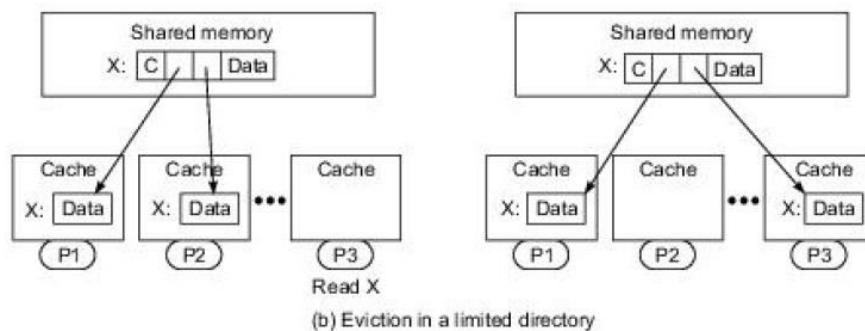 Shared memory
X: C Data
Cache
X: Data
P1
Cache
X: Data
P2
Cache
P3
Read X
Shared memory
X: C Data
Cache
X: Data
P1
Cache
P2
Cache
X: Data
P3
(b) Eviction in a limited directory